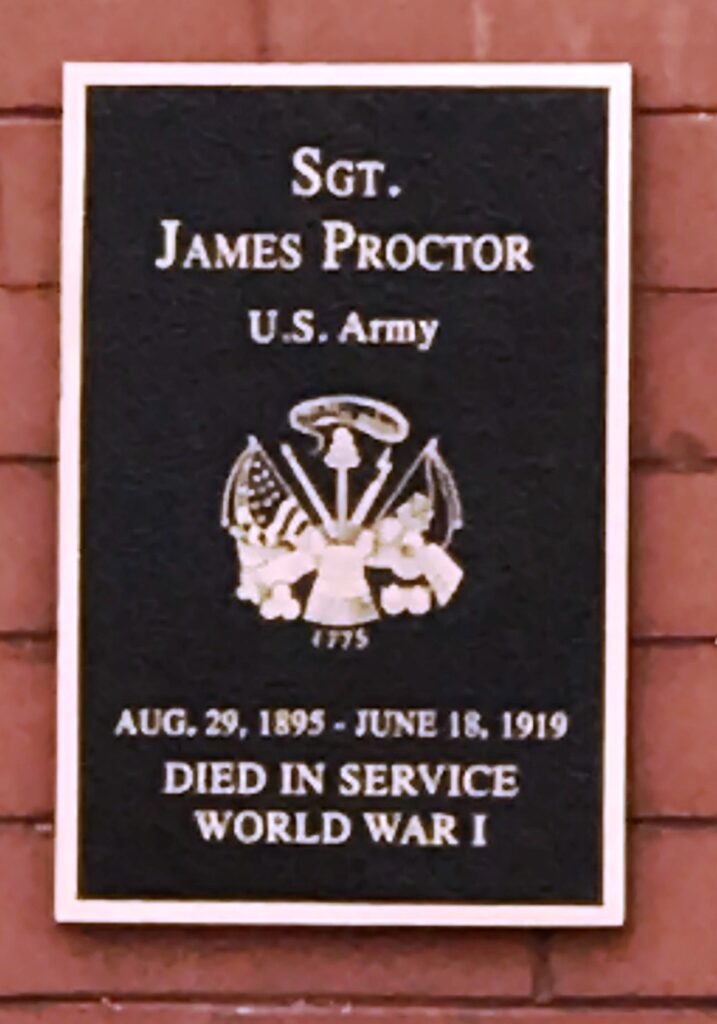 SGT.
JAMES PROCTOR
U.S. Army
1775
AUG. 29, 1895 - JUNE 18, 1919
DIED IN SERVICE
WORLD WAR I